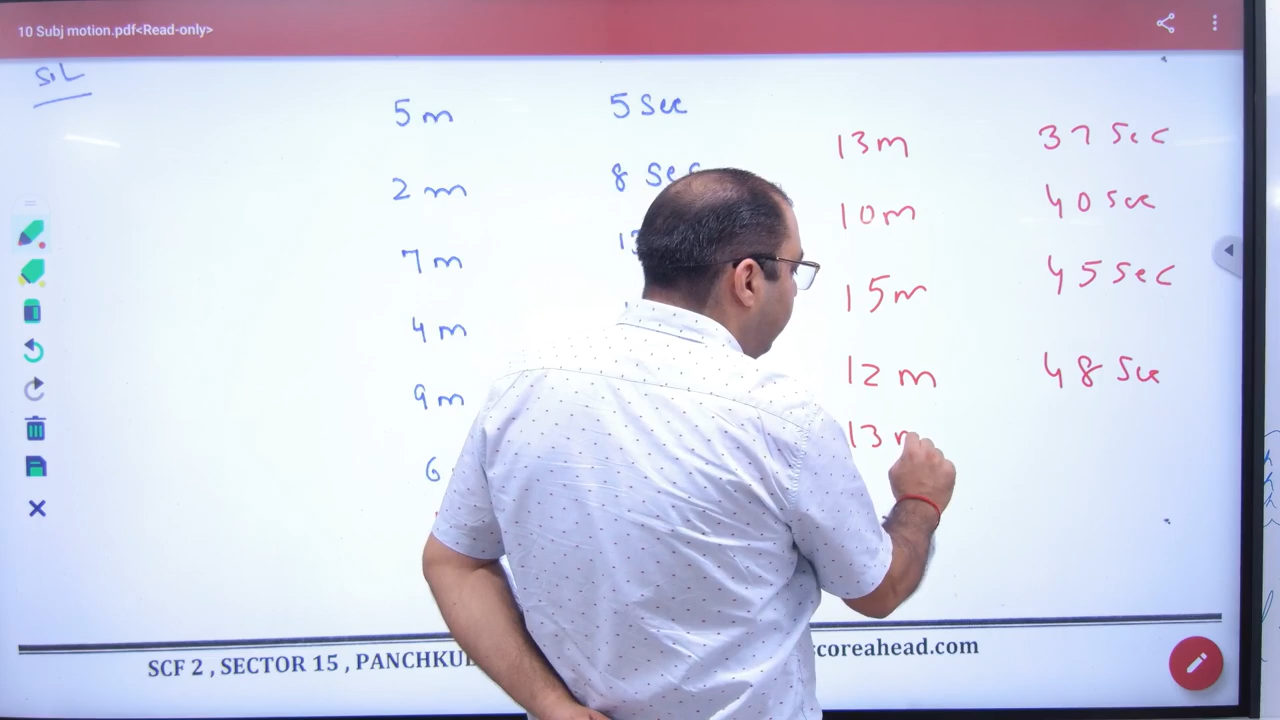 10 Subj motion.pdf<Read-only>
Sol
5 m 5 Sec
2 m 8 Sec
7 m
4 m
9 m
6
13 m 37 Sec
10 m 40 Sec
15 m 45 Sec
12 m 48 Sec
13 m
SCF 2 , SECTOR 15 , PANCHKU
coreahead.com